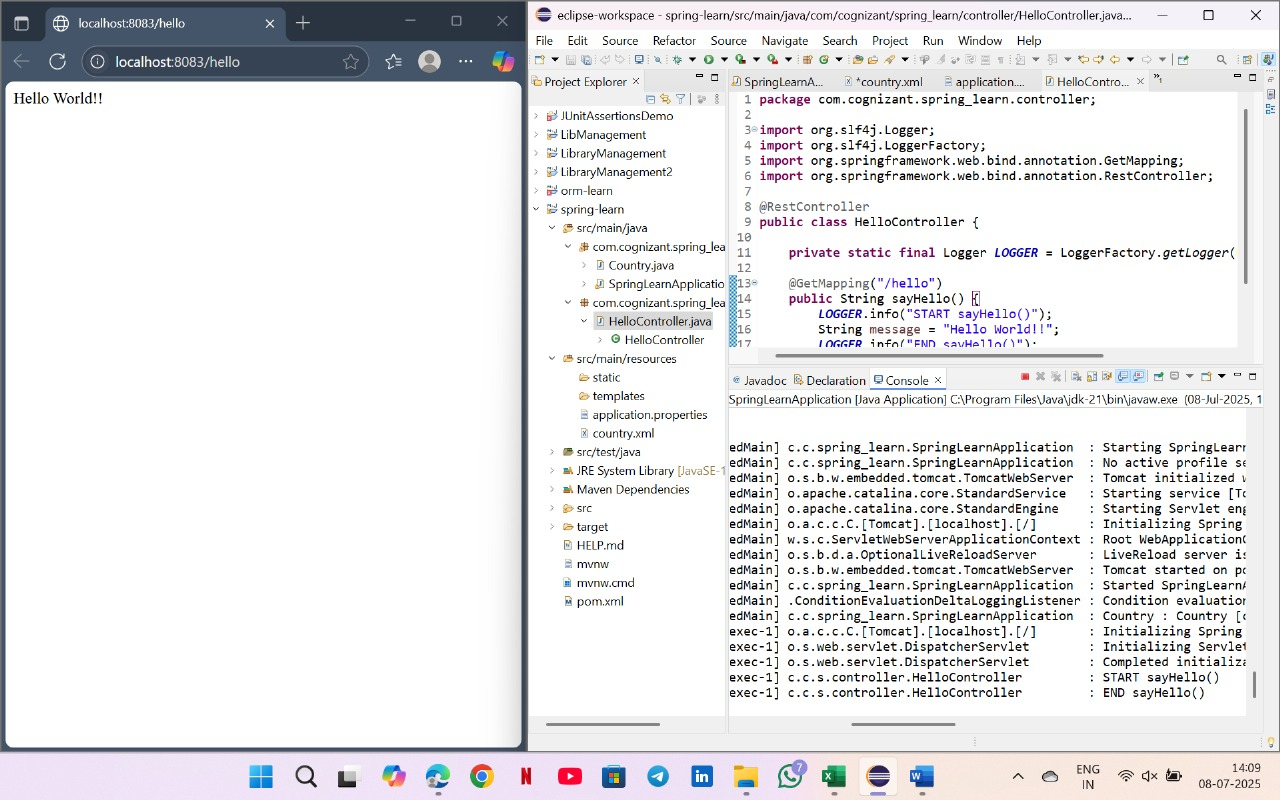 localhost:8083/hello
localhost:8083/hello
Hello World!!
eclipse-workspace - spring-learn/src/main/java/com/cognizant/spring_learn/controller/HelloController.java...
File Edit Source Refactor Source Navigate Search Project Run Window Help
Project Explorer
JUnitAssertionsDemo
LibManagement
LibraryManagement
LibraryManagement2
orm-learn
spring-learn
src/main/java
com.cognizant.spring_lea
Country.java
SpringLearnApplicatio
com.cognizant.spring_lea
HelloController.java
HelloController
src/main/resources
static
templates
application.properties
country.xml
src/test/java
JRE System Library [JavaSE-1
Maven Dependencies
src
target
HELP.md
mvnw
mvnw.cmd
pom.xml
SpringLearnA... *country.xml application.... HelloContro... »1
1 package com.cognizant.spring_learn.controller;
2
3 import org.slf4j.Logger;
4 import org.slf4j.LoggerFactory;
5 import org.springframework.web.bind.annotation.GetMapping;
6 import org.springframework.web.bind.annotation.RestController;
7
8 @RestController
9 public class HelloController {
10
11 private static final Logger LOGGER = LoggerFactory.getLogger(
12
13 @GetMapping("/hello")
14 public String sayHello() {
15 LOGGER.info("START sayHello()");
16 String message = "Hello World!!";
17 LOGGER.info("END sayHello()");
Javadoc Declaration Console
SpringLearnApplication [Java Application] C:\Program Files\Java\jdk-21\bin\javaw.exe (08-Jul-2025, 1
edMain] c.c.spring_learn.SpringLearnApplication : Starting SpringLearn
edMain] c.c.spring_learn.SpringLearnApplication : No active profile se
edMain] o.s.b.w.embedded.tomcat.TomcatWebServer : Tomcat initialized w
edMain] o.apache.catalina.core.StandardService : Starting service [To
edMain] o.apache.catalina.core.StandardEngine : Starting Servlet eng
edMain] o.a.c.c.C.[Tomcat].[localhost].[/] : Initializing Spring
edMain] w.s.c.ServletWebServerApplicationContext : Root WebApplicationC
edMain] o.s.b.d.a.OptionalLiveReloadServer : LiveReload server is
edMain] o.s.b.w.embedded.tomcat.TomcatWebServer : Tomcat started on po
edMain] c.c.spring_learn.SpringLearnApplication : Started SpringLearnA
edMain] .ConditionEvaluationDeltaLoggingListener : Condition evaluation
edMain] c.c.spring_learn.SpringLearnApplication : Country : Country [c
exec-1] o.a.c.c.C.[Tomcat].[localhost].[/] : Initializing Spring
exec-1] o.s.web.servlet.DispatcherServlet : Initializing Servlet
exec-1] o.s.web.servlet.DispatcherServlet : Completed initializa
exec-1] c.c.s.controller.HelloController : START sayHello()
exec-1] c.c.s.controller.HelloController : END sayHello()
7
ENG
IN
14:09
08-07-2025